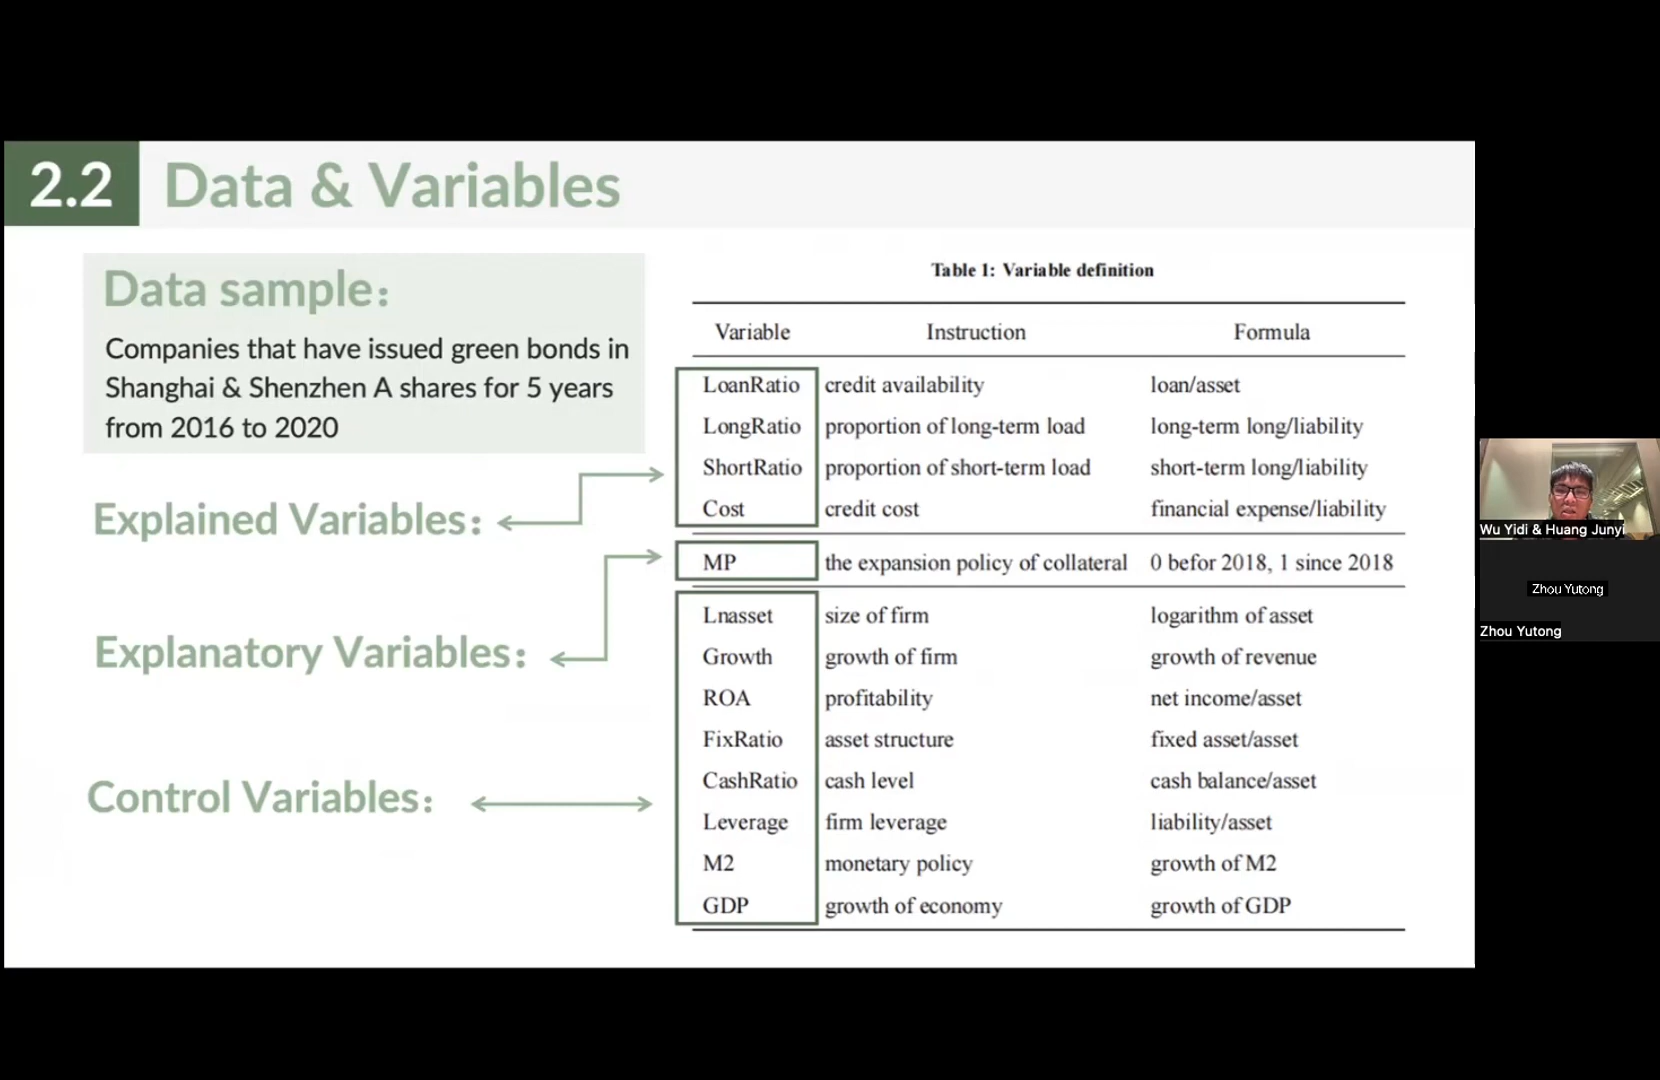 2.2 Data & Variables
Data sample:
Companies that have issued green bonds in
Shanghai & Shenzhen A shares for 5 years
from 2016 to 2020
Explained Variables:
Explanatory Variables:
Control Variables:
Table 1: Variable definition
Variable Instruction Formula
LoanRatio credit availability loan/asset
LongRatio proportion of long-term load long-term long/liability
ShortRatio proportion of short-term load short-term long/liability
Cost credit cost financial expense/liability
MP the expansion policy of collateral 0 befor 2018, 1 since 2018
Lnasset size of firm logarithm of asset
Growth growth of firm growth of revenue
ROA profitability net income/asset
FixRatio asset structure fixed asset/asset
CashRatio cash level cash balance/asset
Leverage firm leverage liability/asset
M2 monetary policy growth of M2
GDP growth of economy growth of GDP
Wu Yidi & Huang Junyi
Zhou Yutong
Zhou Yutong